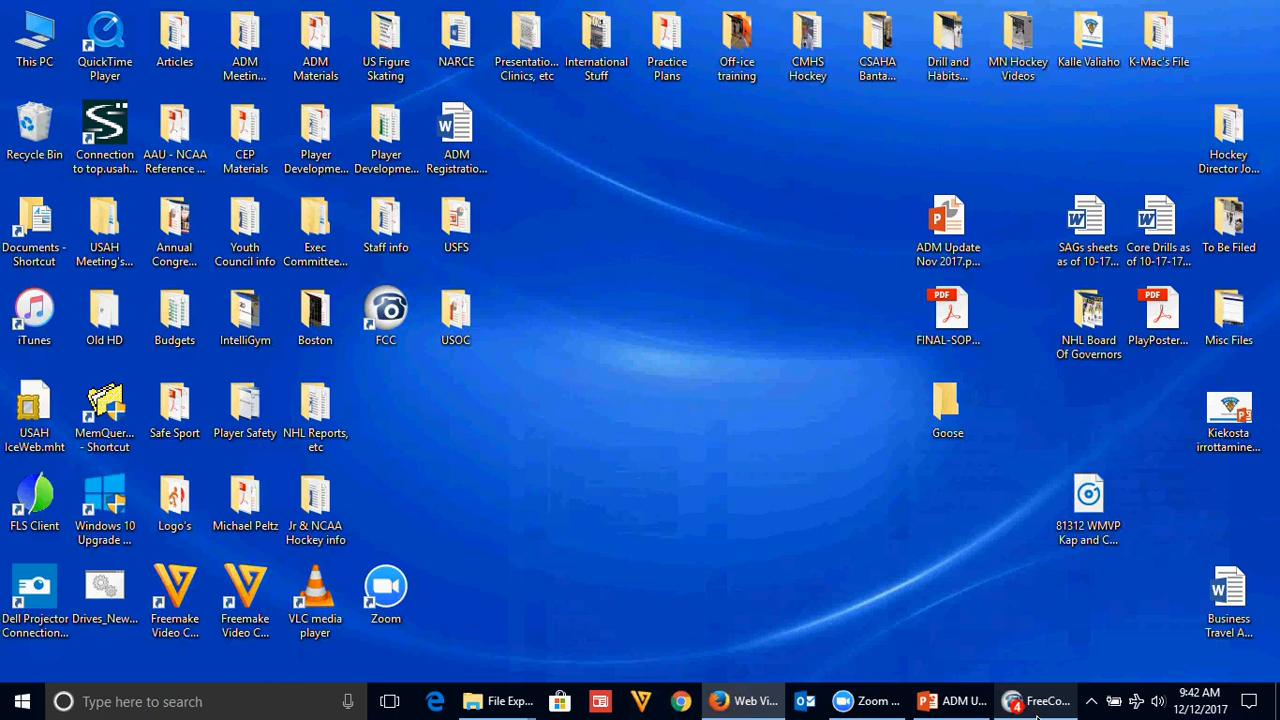 This PC
QuickTime
Player
Articles
ADM
Meetin...
ADM
Materials
US Figure
Skating
NARCE
Presentatio...
Clinics, etc
International
Stuff
Practice
Plans
Off-ice
training
CMHS
Hockey
CSAHA
Banta...
Drill and
Habits...
MN Hockey
Videos
Kalle Valiaho
K-Mac's File
Recycle Bin
Connection
to top.usah...
AAU - NCAA
Reference ...
CEP
Materials
Player
Developme...
Player
Developme...
ADM
Registratio...
Hockey
Director Jo...
Documents -
Shortcut
USAH
Meeting's...
Annual
Congre...
Youth
Council info
Exec
Committee...
Staff info
USFS
ADM Update
Nov 2017.p...
SAGs sheets
as of 10-17...
Core Drills as
of 10-17-17...
To Be Filed
iTunes
Old HD
Budgets
IntelliGym
Boston
FCC
USOC
PDF
FINAL-SOP...
NHL Board
Of Governors
PDF
PlayPoster...
Misc Files
USAH
IceWeb.mht
MemQuer...
- Shortcut
Safe Sport
Player Safety
NHL Reports,
etc
Goose
Kiekosta
irrottamine...
FLS Client
Windows 10
Upgrade ...
Logo's
Michael Peltz
Jr & NCAA
Hockey info
81312 WMVP
Kap and C...
Dell Projector
Connection...
Drives_New...
Freemake
Video C...
Freemake
Video C...
VLC media
player
Zoom
Business
Travel A...
Type here to search
File Exp...
Web Vi...
Zoom ...
ADM U...
4
FreeCo...
9:42 AM
12/12/2017